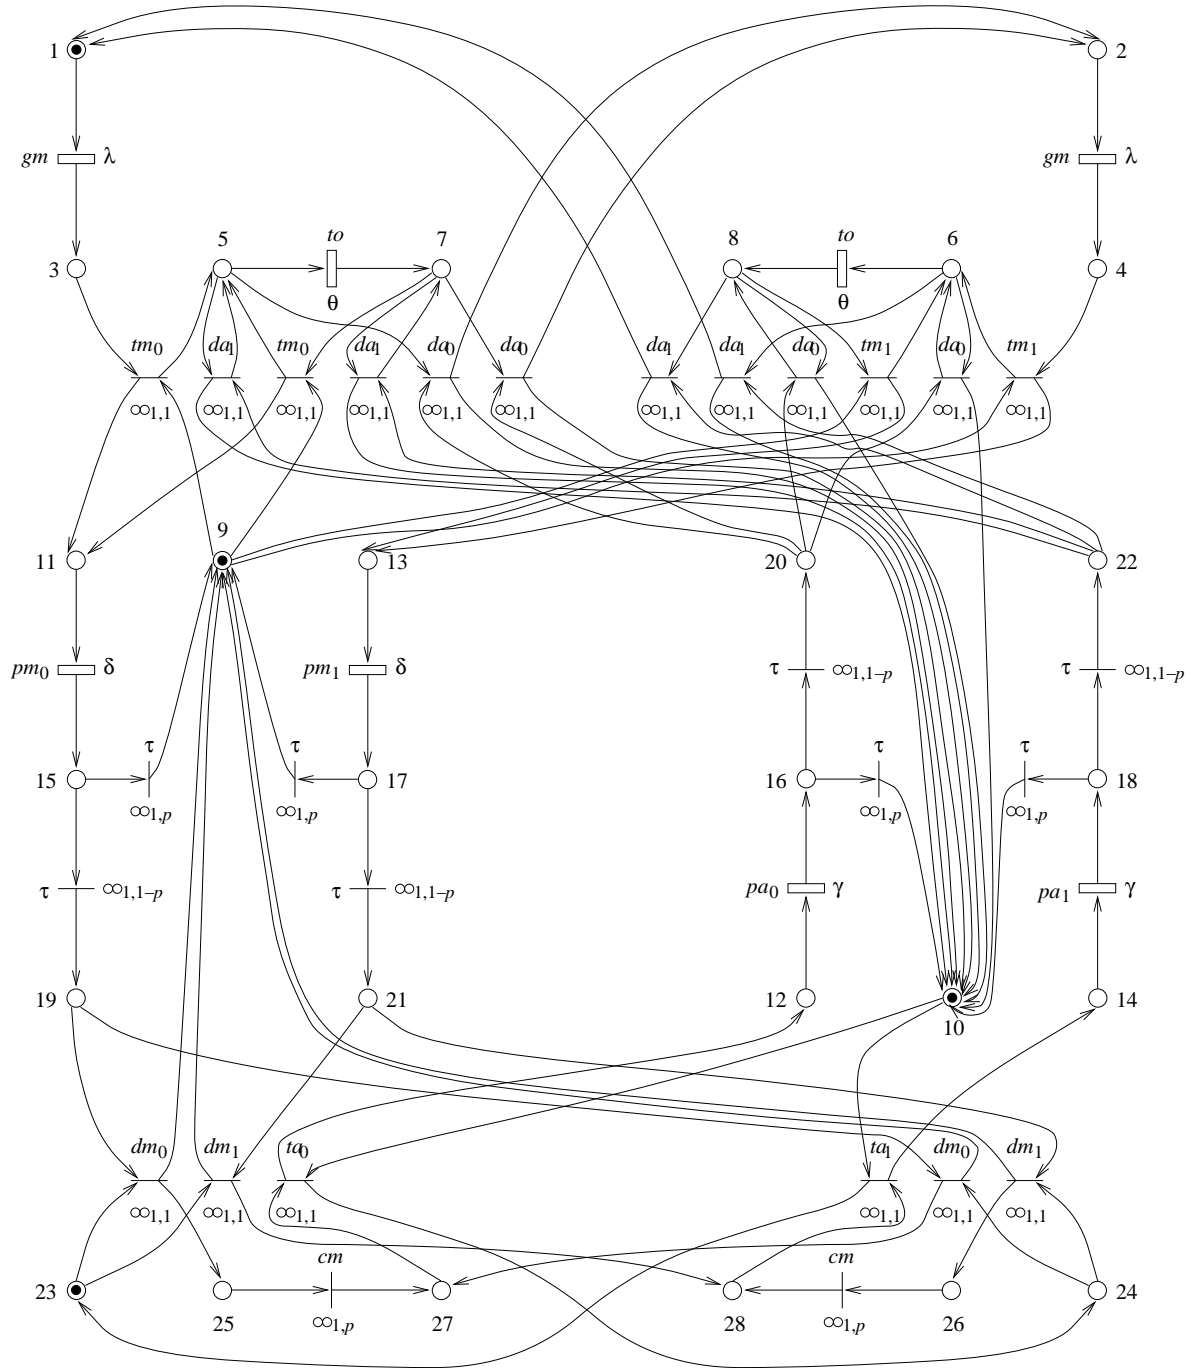 1 2
gm λ gm λ
to to
5 7 8 6
3 4
θ θ
tm0 da1 tm0 da1 da0 da0 da1 da1 da0 tm1 da0 tm1
∞1,1 ∞1,1 ∞1,1 ∞1,1 ∞1,1 ∞1,1 ∞1,1 ∞1,1 ∞1,1 ∞1,1 ∞1,1 ∞1,1
9
11 13 20 22
pm0 δ pm1 δ τ ∞1,1–p τ ∞1,1–p
τ τ τ τ
15 17 16 18
∞1,p ∞1,p ∞1,p ∞1,p
τ ∞1,1–p τ ∞1,1–p pa0 γ pa1 γ
19 21 12 14
10
dm0 dm1 ta0 ta1 dm0 dm1
∞1,1 ∞1,1 ∞1,1 ∞1,1 ∞1,1 ∞1,1
cm cm
23 24
25 ∞1,p 27 28 ∞1,p 26